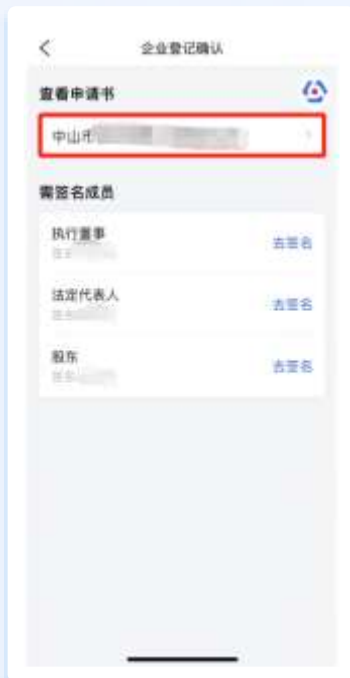 企业登记确认
查看申请书
中山市
需签名成员
执行董事
去签名
法定代表人
去签名
股东
去签名